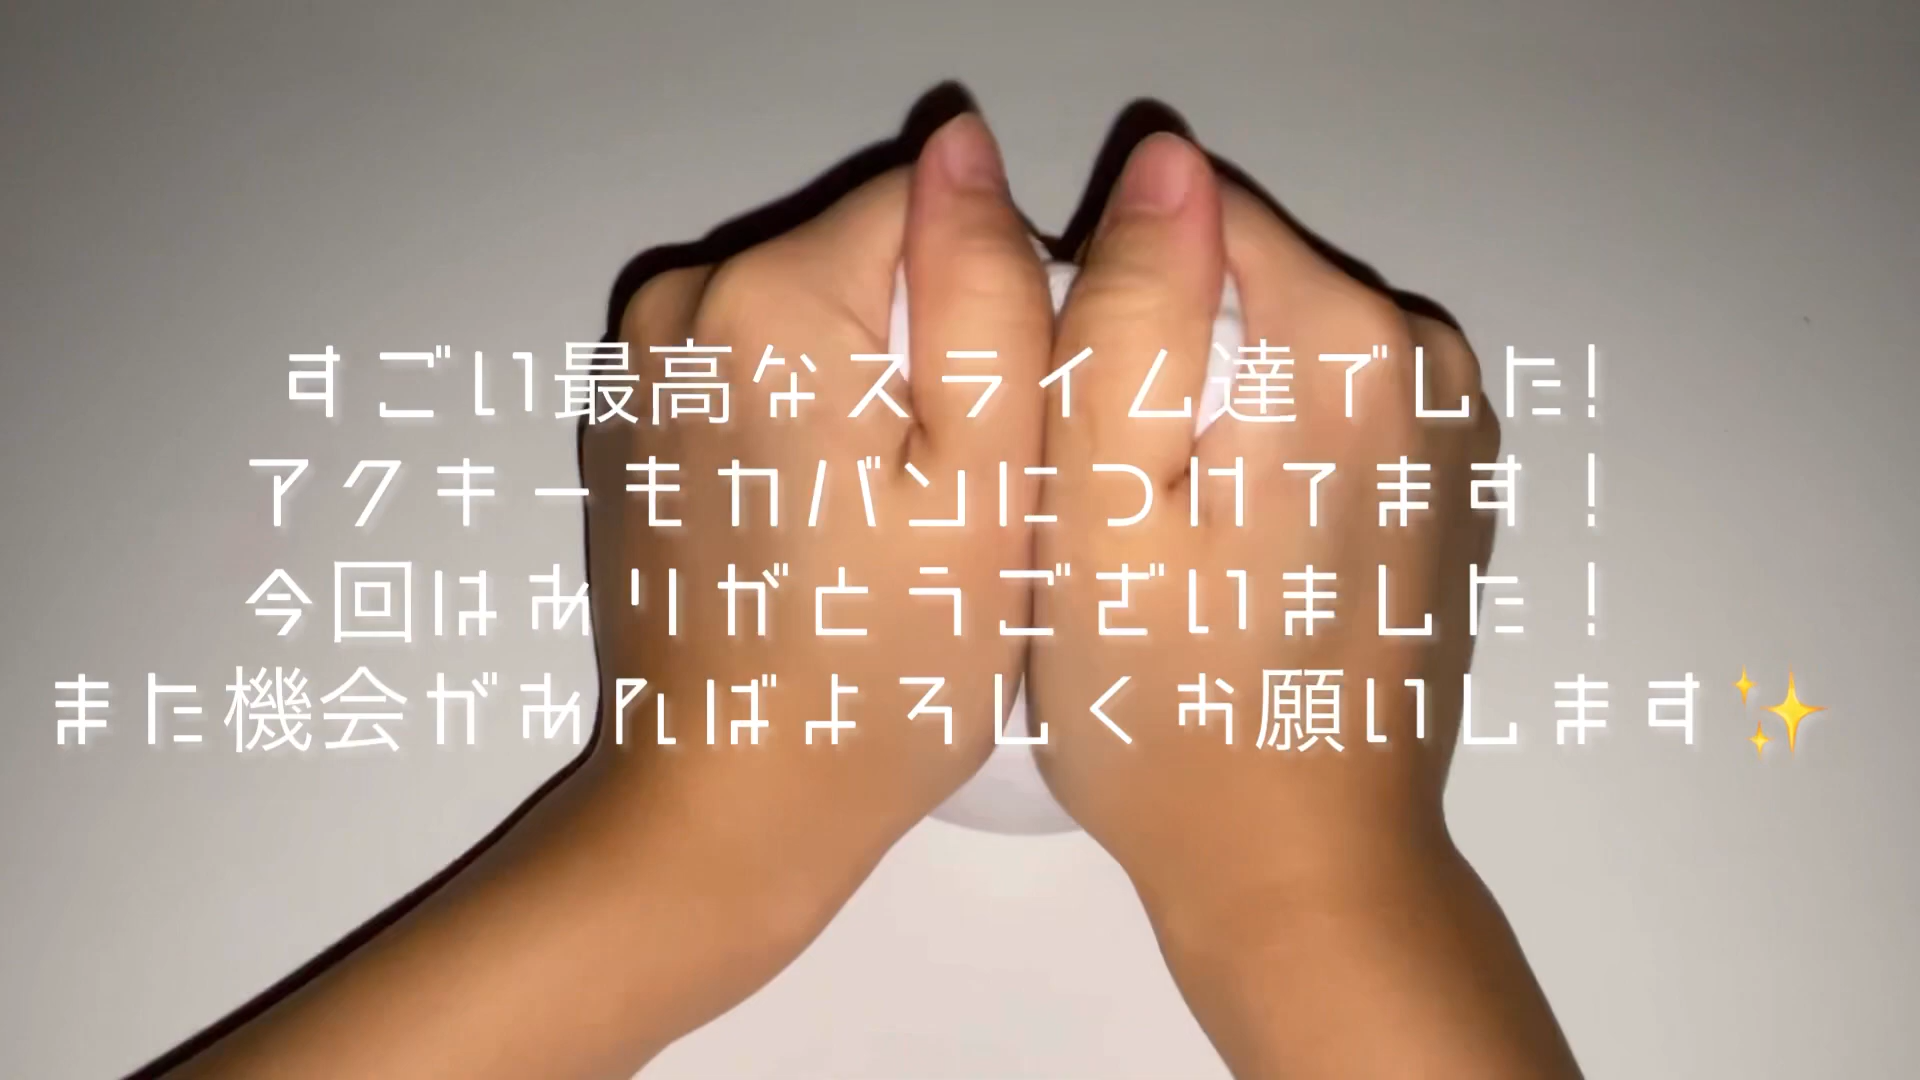 すごい最高なスライム達でした!
アクキーもカバンにつけてます！
今回はありがとうございました！
また機会があればよろしくお願いします✨